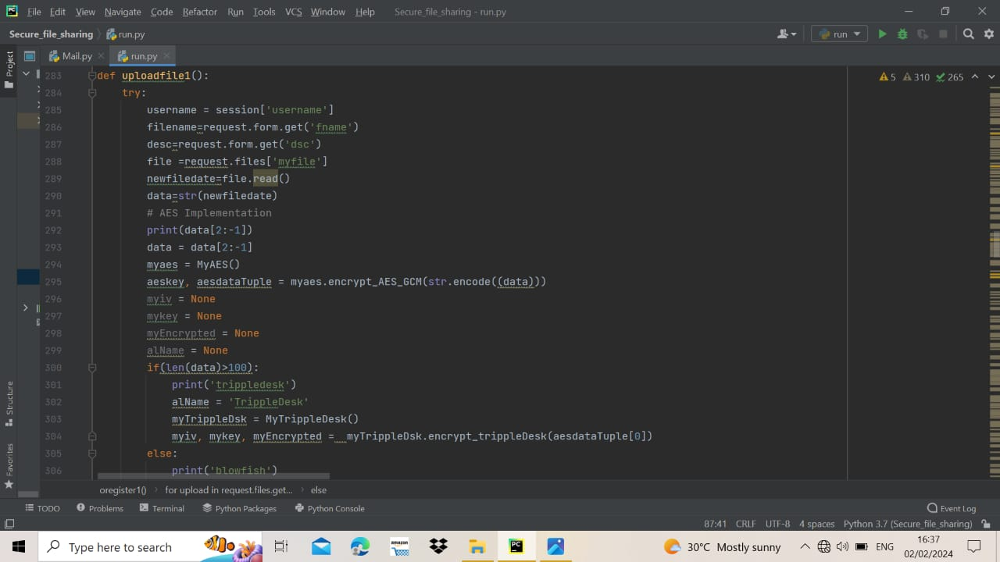 File Edit View Navigate Code Refactor Run Tools VCS Window Help Secure_file_sharing - run.py
Secure_file_sharing run.py run
Project Mail.py run.py
283 def uploadfile1(): 5 310 265
284 try:
285 username = session['username']
286 filename=request.form.get('fname')
287 desc=request.form.get('dsc')
288 file =request.files['myfile']
289 newfiledate=file.read()
290 data=str(newfiledate)
291 # AES Implementation
292 print(data[2:-1])
293 data = data[2:-1]
294 myaes = MyAES()
295 aeskey, aesdataTuple = myaes.encrypt_AES_GCM(str.encode((data)))
296 myiv = None
297 mykey = None
298 myEncrypted = None
299 alName = None
300 if(len(data)>100):
301 print('trippledesk')
302 alName = 'TrippleDesk'
303 myTrippleDsk = MyTrippleDesk()
304 myiv, mykey, myEncrypted = myTrippleDsk.encrypt_trippleDesk(aesdataTuple[0])
305 else:
306 print('blowfish')
Structure
Favorites
oregister1() for upload in request.files.get... else
TODO Problems Terminal Python Packages Python Console Event Log
87:41 CRLF UTF-8 4 spaces Python 3.7 (Secure_file_sharing)
Type here to search amazon 30°C Mostly sunny ENG 16:37
02/02/2024